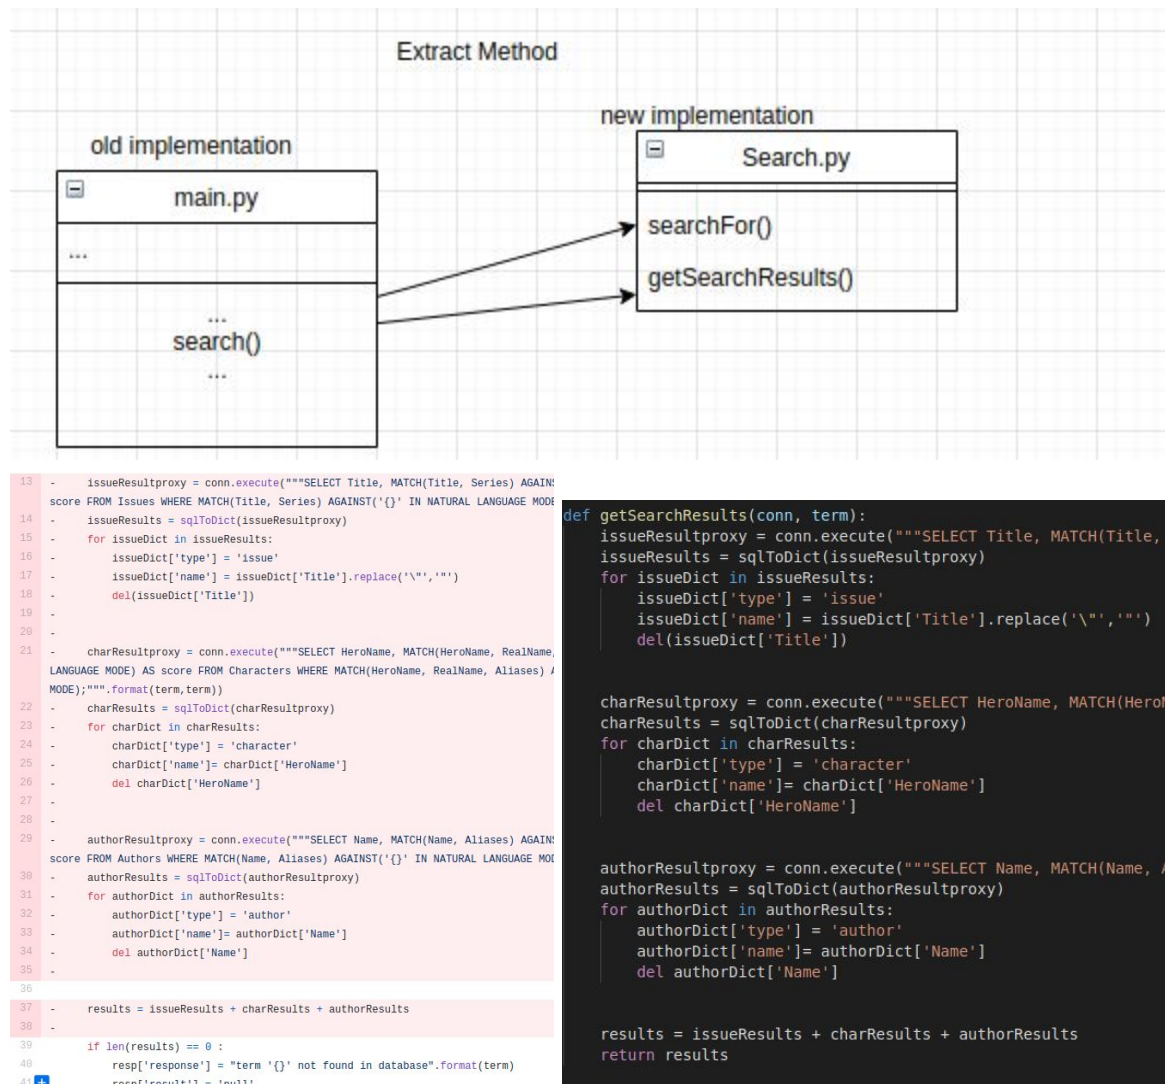 Extract Method
old implementation
new implementation
main.py
Search.py
...
searchFor()
getSearchResults()
...
search()
...
13 - issueResultproxy = conn.execute("""SELECT Title, MATCH(Title, Series)
score FROM Issues WHERE MATCH(Title, Series) AGAINST('{}' IN NATURAL LANGUAGE
14 - issueResults = sqlToDict(issueResultproxy)
15 - for issueDict in issueResults:
16 - issueDict['type'] = 'issue'
17 - issueDict['name'] = issueDict['Title'].replace('\"','"')
18 - del(issueDict['Title'])
19 -
20 -
21 - charResultproxy = conn.execute("""SELECT HeroName, MATCH(HeroName, RealName,
LANGUAGE MODE) AS score FROM Characters WHERE MATCH(HeroName, RealName, Aliases)
MODE);""".format(term,term))
22 - charResults = sqlToDict(charResultproxy)
23 - for charDict in charResults:
24 - charDict['type'] = 'character'
25 - charDict['name']= charDict['HeroName']
26 - del charDict['HeroName']
27 -
28 -
29 - authorResultproxy = conn.execute("""SELECT Name, MATCH(Name, Aliases)
score FROM Authors WHERE MATCH(Name, Aliases) AGAINST('{}' IN NATURAL LANGUAGE
30 - authorResults = sqlToDict(authorResultproxy)
31 - for authorDict in authorResults:
32 - authorDict['type'] = 'author'
33 - authorDict['name']= authorDict['Name']
34 - del authorDict['Name']
35 -
36
37 - results = issueResults + charResults + authorResults
38 -
39 if len(results) == 0 :
40 resp['response'] = "term '{}' not found in database".format(term)
41 + resp['result'] = 'null'
def getSearchResults(conn, term):
issueResultproxy = conn.execute("""SELECT Title, MATCH(Title,
issueResults = sqlToDict(issueResultproxy)
for issueDict in issueResults:
issueDict['type'] = 'issue'
issueDict['name'] = issueDict['Title'].replace('\"','"')
del(issueDict['Title'])
charResultproxy = conn.execute("""SELECT HeroName,
charResults = sqlToDict(charResultproxy)
for charDict in charResults:
charDict['type'] = 'character'
charDict['name']= charDict['HeroName']
del charDict['HeroName']
authorResultproxy = conn.execute("""SELECT Name, MATCH(Name,
authorResults = sqlToDict(authorResultproxy)
for authorDict in authorResults:
authorDict['type'] = 'author'
authorDict['name']= authorDict['Name']
del authorDict['Name']
results = issueResults + charResults + authorResults
return results